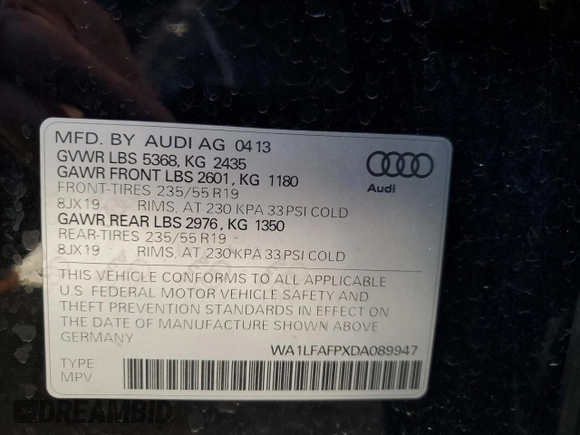 MFD. BY AUDI AG 0413
GVWR LBS 5368, KG 2435
GAWR FRONT LBS 2601, KG 1180
FRONT-TIRES 235/55 R19
8JX19 RIMS, AT 230 KPA 33 PSI COLD
GAWR REAR LBS 2976, KG 1350
REAR-TIRES 235/55 R19
8JX19 RIMS, AT 230 KPA 33 PSI COLD
Audi
THIS VEHICLE CONFORMS TO ALL APPLICABLE
U.S. FEDERAL MOTOR VEHICLE SAFETY AND
THEFT PREVENTION STANDARDS IN EFFECT ON
THE DATE OF MANUFACTURE SHOWN ABOVE
GERMANY
WA1LFAFPXDA089947
TYPE:
MPV
DREAMBID